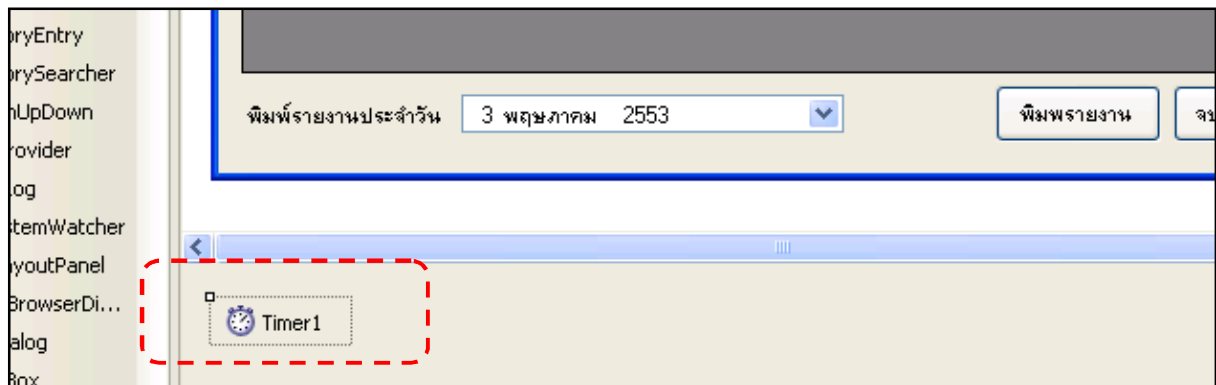 oryEntry
orySearcher
nUpDown
rovider
Log
stemWatcher
ayoutPanel
BrowserDi...
alog
Box
พิมพ์รายงานประจำวัน 3 พฤษภาคม 2553 พิมพรายงาน
Timer1